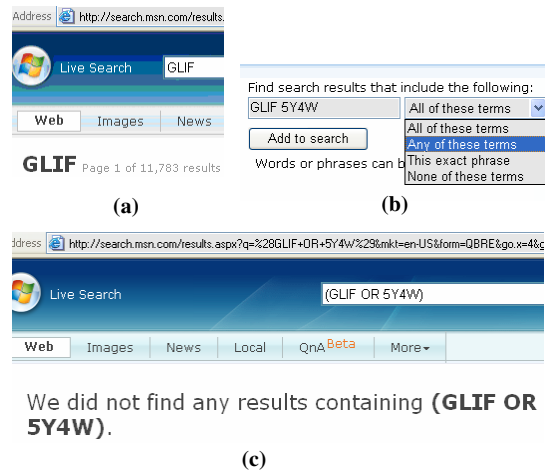 Address http://search.msn.com/results.
Live Search GLIF
Web Images News
GLIF Page 1 of 11,783 results
(a)
Find search results that include the following:
GLIF 5Y4W All of these terms
All of these terms
Add to search Any of these terms
This exact phrase
Words or phrases can b None of these terms
(b)
ddress http://search.msn.com/results.aspx?q=%28GLIF+OR+5Y4W%29&mkt=en-US&form=QBRE&go.x=4&g
Live Search (GLIF OR 5Y4W)
Web Images News Local QnA Beta More
We did not find any results containing (GLIF OR
5Y4W).
(c)